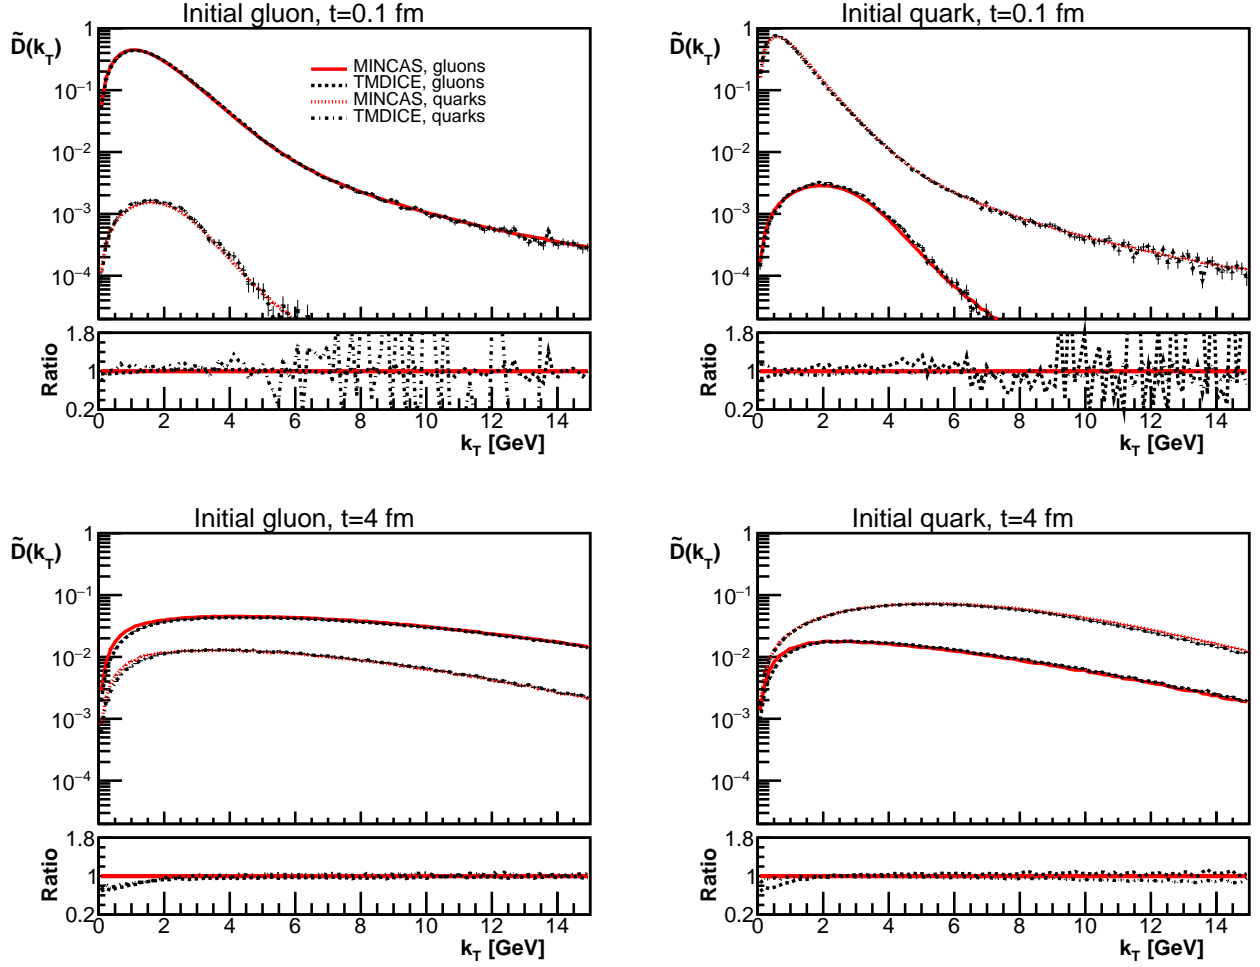 Initial gluon, t=0.1 fm
D̃(k_T)
1
10⁻¹
10⁻²
10⁻³
10⁻⁴
MINCAS, gluons
TMDICE, gluons
MINCAS, quarks
TMDICE, quarks
Ratio
1.8
1
0.2
0 2 4 6 8 10 12 14
k_T [GeV]
Initial quark, t=0.1 fm
D̃(k_T)
1
10⁻¹
10⁻²
10⁻³
10⁻⁴
Ratio
1.8
1
0.2
0 2 4 6 8 10 12 14
k_T [GeV]
Initial gluon, t=4 fm
D̃(k_T)
1
10⁻¹
10⁻²
10⁻³
10⁻⁴
Ratio
1.8
1
0.2
0 2 4 6 8 10 12 14
k_T [GeV]
Initial quark, t=4 fm
D̃(k_T)
1
10⁻¹
10⁻²
10⁻³
10⁻⁴
Ratio
1.8
1
0.2
0 2 4 6 8 10 12 14
k_T [GeV]